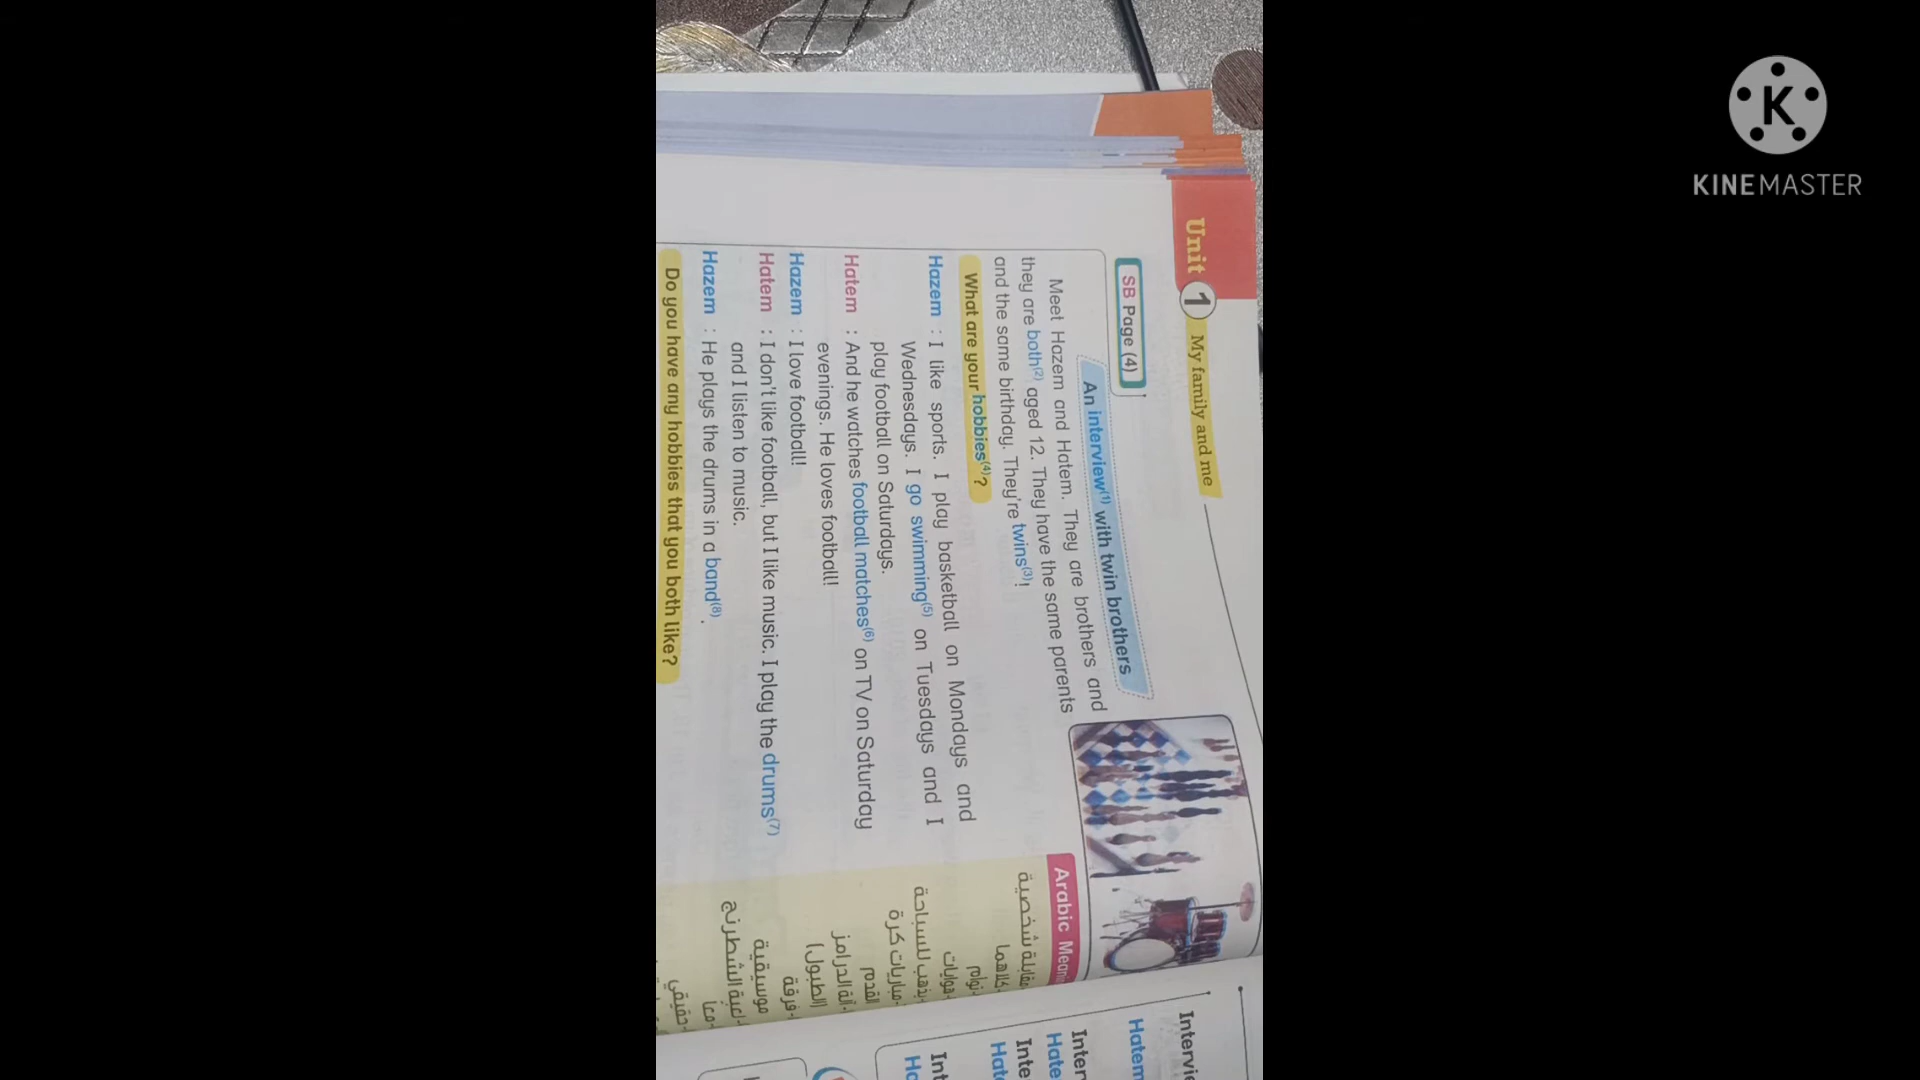 Unit 1 My family and me
SB Page (4)
An interview(1) with twin brothers
Meet Hazem and Hatem. They are brothers and
they are both(2) aged 12. They have the same parents
and the same birthday. They're twins(3)!
What are your hobbies(4)?
Hazem : I like sports. I play basketball on Mondays and
Wednesdays. I go swimming(5) on Tuesdays and I
play football on Saturdays.
Hatem : And he watches football matches(6) on TV on Saturday
evenings. He loves football!
Hazem : I love football!
Hatem : I don't like football, but I like music. I play the drums(7)
and I listen to music.
Hazem : He plays the drums in a band(8).
Do you have any hobbies that you both like?
Arabic
مقابلة شخصية
كلاهما
توأم
هوايات
يذهب للسباحة
مباريات كرة
القدم
آلة الدرامز
(الطبول)
فرقة
موسيقية
لعبة الشطرنج
معا
حقيقي
KINEMASTER